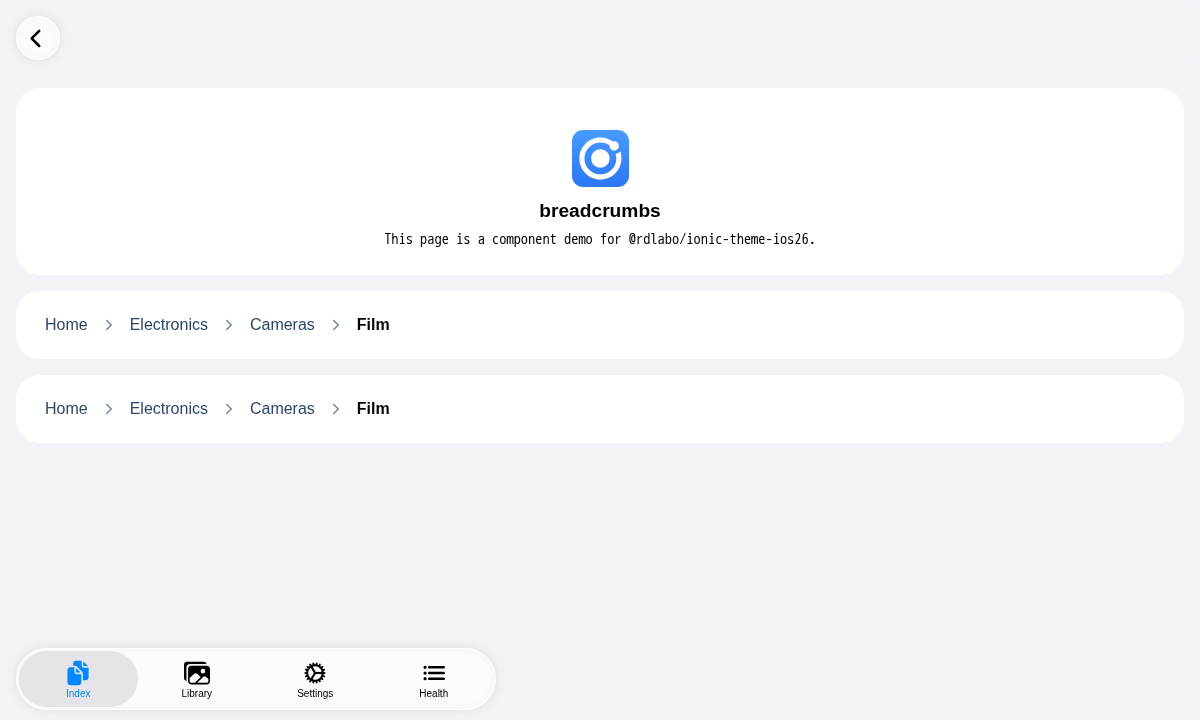 breadcrumbs
This page is a component demo for @rdlabo/ionic-theme-ios26.
Home Electronics Cameras Film
Home Electronics Cameras Film
Index Library Settings Health